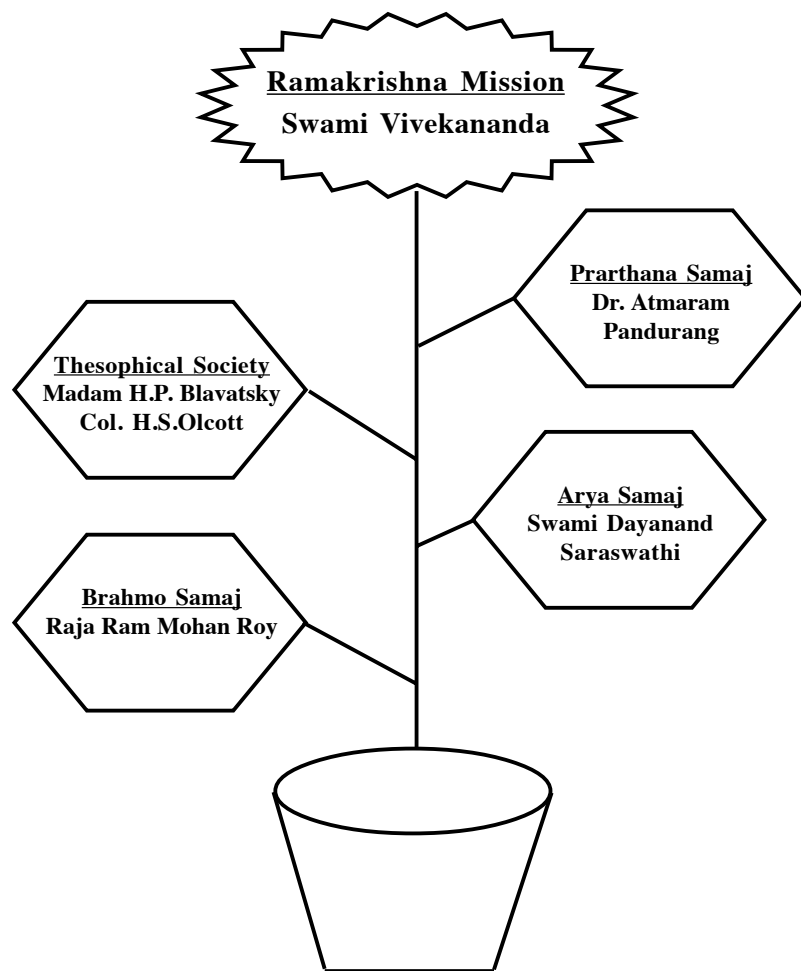 Ramakrishna Mission
Swami Vivekananda
Prarthana Samaj
Dr. Atmaram
Pandurang
Thesophical Society
Madam H.P. Blavatsky
Col. H.S.Olcott
Arya Samaj
Swami Dayanand
Saraswathi
Brahmo Samaj
Raja Ram Mohan Roy